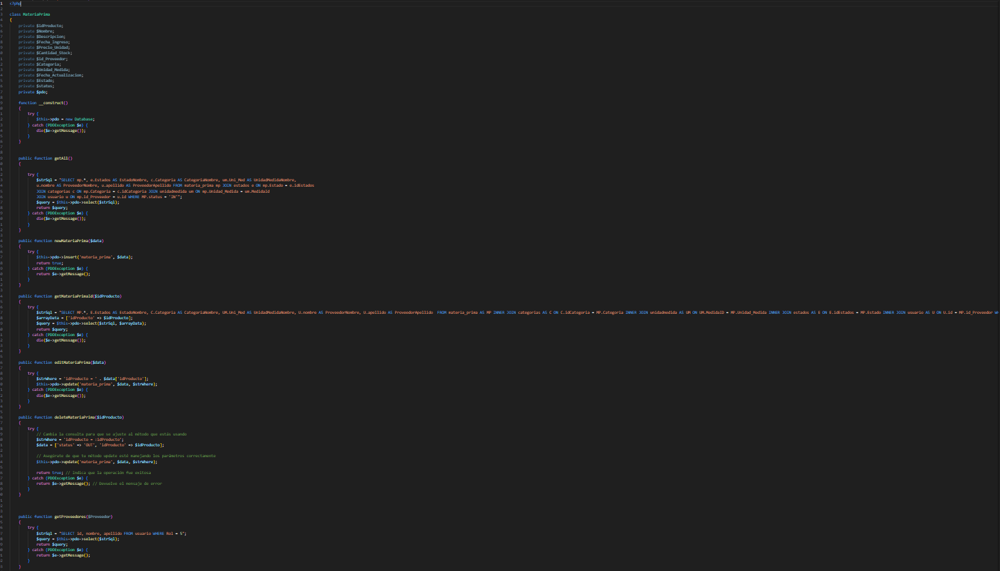 <?php
class MateriaPrima
{
private $idProducto;
private $Nombre;
private $Descripcion;
private $Fecha_Ingreso;
private $Precio_Unidad;
private $Cantidad_Stock;
private $id_Proveedor;
private $Categoria;
private $Unidad_Medida;
private $Fecha_Actualizacion;
private $Estado;
private $status;
private $pdo;
function __construct()
{
try {
$this->pdo = new Database;
} catch (PDOException $e) {
die($e->getMessage());
}
}
public function getAll()
{
try {
$strSql = "SELECT mp.*, e.Estados AS EstadoNombre, c.Categoria AS CategoriaNombre, um.Uni_Med AS UnidadMedidaNombre,
u.nombre AS ProveedorNombre, u.apellido AS ProveedorApellido FROM materia_prima mp JOIN estados e ON mp.Estado = e.idEstados
JOIN categorias c ON mp.Categoria = c.idCategoria JOIN unidadmedida um ON mp.Unidad_Medida = um.MedidaId
JOIN usuario u ON mp.id_Proveedor = u.id WHERE MP.status = 'IN'";
$query = $this->pdo->select($strSql);
return $query;
} catch (PDOException $e) {
die($e->getMessage());
}
}
public function newMateriaPrima($data)
{
try {
$this->pdo->insert('materia_prima', $data);
return true;
} catch (PDOException $e) {
return $e->getMessage();
}
}
public function getMateriaPrimaId($idProducto)
{
try {
$strSql = "SELECT MP.*, E.Estados AS EstadoNombre, C.Categoria AS CategoriaNombre, UM.Uni_Med AS UnidadMedidaNombre, U.nombre AS ProveedorNombre, U.apellido AS ProveedorApellido  FROM materia_prima AS MP INNER JOIN categorias AS C ON C.idCategoria = MP.Categoria INNER JOIN unidadmedida AS UM ON UM.MedidaID = MP.Unidad_Medida INNER JOIN estados AS E ON E.idEstados = MP.Estado INNER JOIN usuario AS U ON U.id = MP.id_Proveedor
$arrayData = ['idProducto' => $idProducto];
$query = $this->pdo->select($strSql, $arrayData);
return $query;
} catch (PDOException $e) {
die($e->getMessage());
}
}
public function editMateriaPrima($data)
{
try {
$strWhere = 'idProducto = ' . $data['idProducto'];
$this->pdo->update('materia_prima', $data, $strWhere);
} catch (PDOException $e) {
die($e->getMessage());
}
}
public function deleteMateriaPrima($idProducto)
{
try {
// Cambia la consulta para que se ajuste al método que estás usando
$strWhere = 'idProducto = :idProducto';
$data = ['status' => 'OUT', 'idProducto' => $idProducto];
// Asegúrate de que tu método update esté manejando los parámetros correctamente
$this->pdo->update('materia_prima', $data, $strWhere);
return true; // Indica que la operación fue exitosa
} catch (PDOException $e) {
return $e->getMessage(); // Devuelve el mensaje de error
}
}
public function getProveedores($Proveedor)
{
try {
$strSql = "SELECT id, nombre, apellido FROM usuario WHERE Rol = 5";
$query = $this->pdo->select($strSql);
return $query;
} catch (PDOException $e) {
return $e->getMessage();
}
}